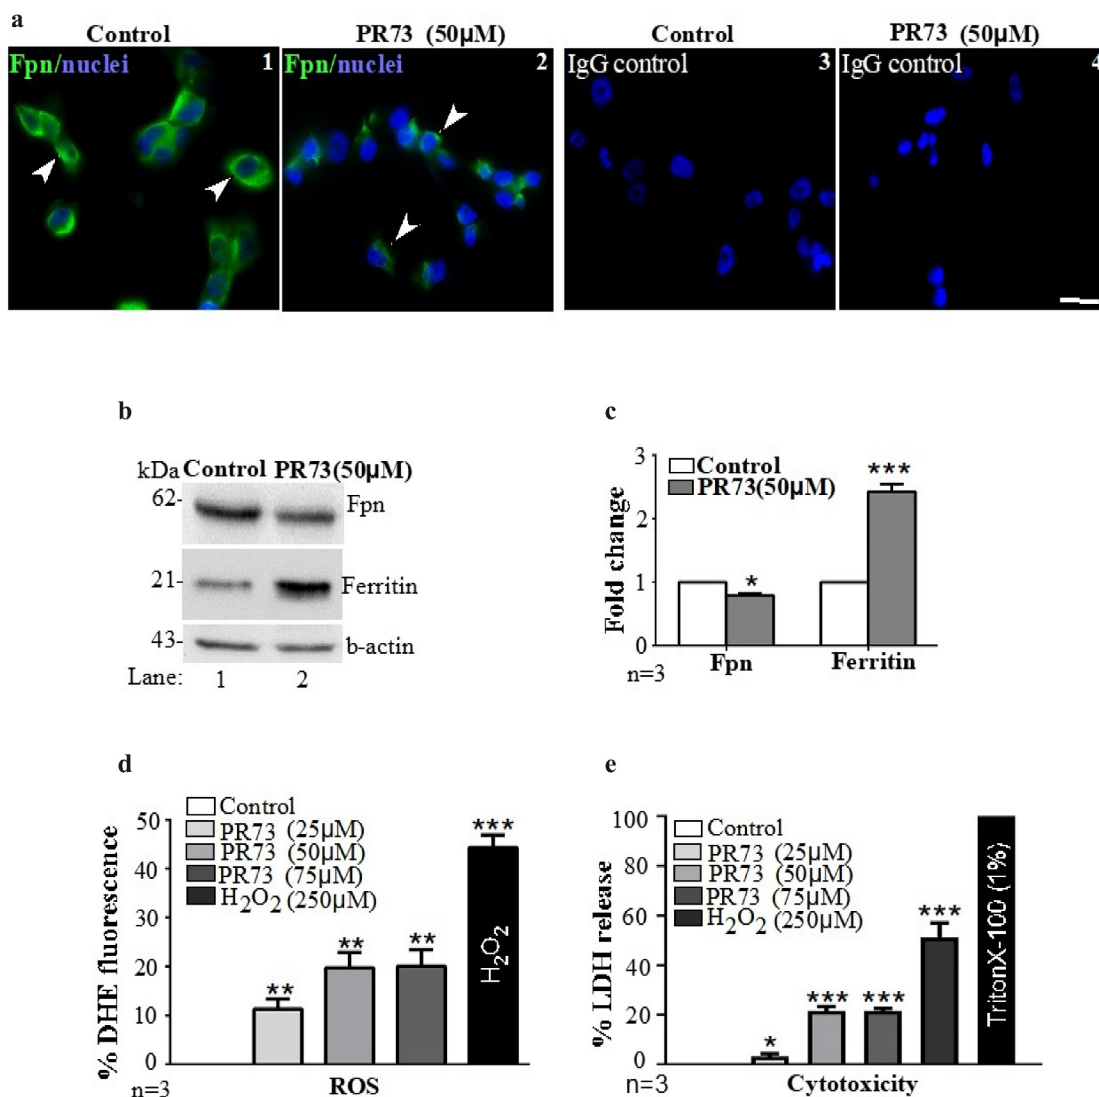 a
Control
PR73 (50µM)
Control
PR73 (50µM)
Fpn/nuclei 1
Fpn/nuclei 2
IgG control 3
IgG control 4
b
kDa Control PR73(50µM)
62- Fpn
21- Ferritin
43- b-actin
Lane: 1 2
c
Control
PR73(50µM)
***
*
3
2
1
0
Fold change
Fpn Ferritin
n=3
d
Control
PR73 (25µM)
PR73 (50µM)
PR73 (75µM)
H2O2 (250µM)
50
40
30
20
10
0
% DHE fluorescence
**
**
**
***
H2O2
n=3
ROS
e
Control
PR73 (25µM)
PR73 (50µM)
PR73 (75µM)
H2O2 (250µM)
100
80
60
40
20
0
% LDH release
*
***
***
***
TritonX-100 (1%)
n=3
Cytotoxicity